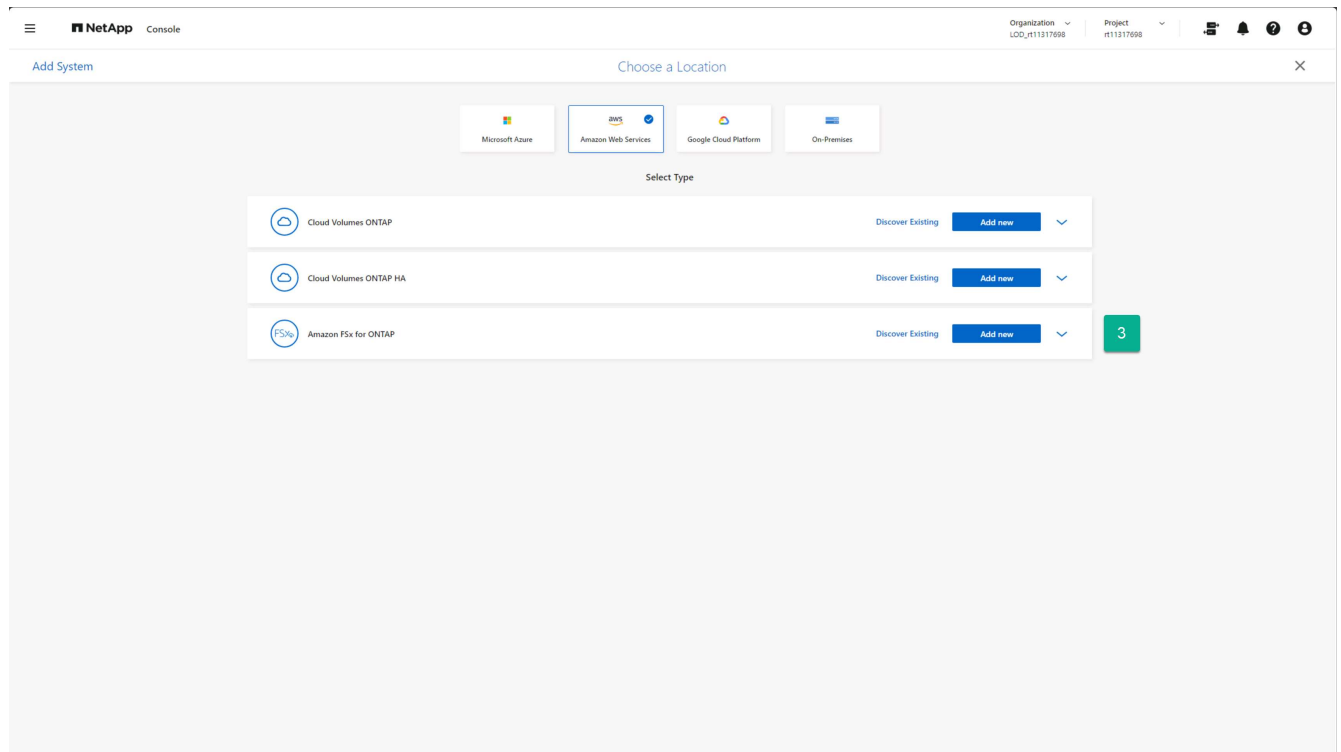 NetApp Console
Organization
LOD_rt11317698
Project
rt11317698
Add System
Choose a Location
aws
Microsoft Azure
Amazon Web Services
Google Cloud Platform
On-Premises
Select Type
Cloud Volumes ONTAP
Discover Existing
Add new
Cloud Volumes ONTAP HA
Discover Existing
Add new
FSx
Amazon FSx for ONTAP
Discover Existing
Add new
3